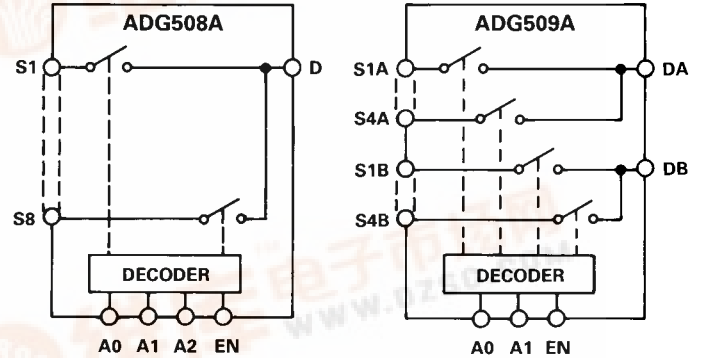 ADG508A
S1
D
S8
DECODER
A0 A1 A2 EN
ADG509A
S1A
DA
S4A
S1B
DB
S4B
DECODER
A0 A1 EN